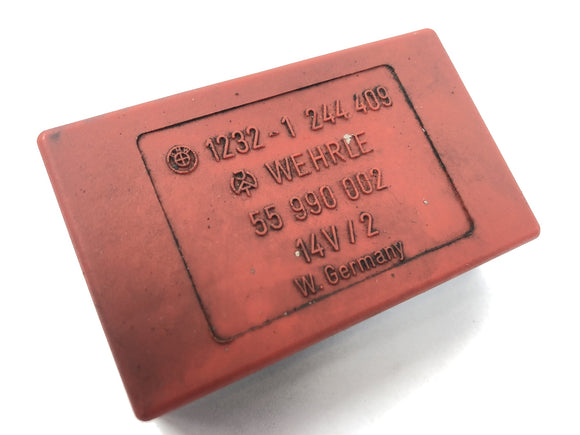 1232-1 244.409
WEHRLE
55 990 002
14V / 2
W. Germany